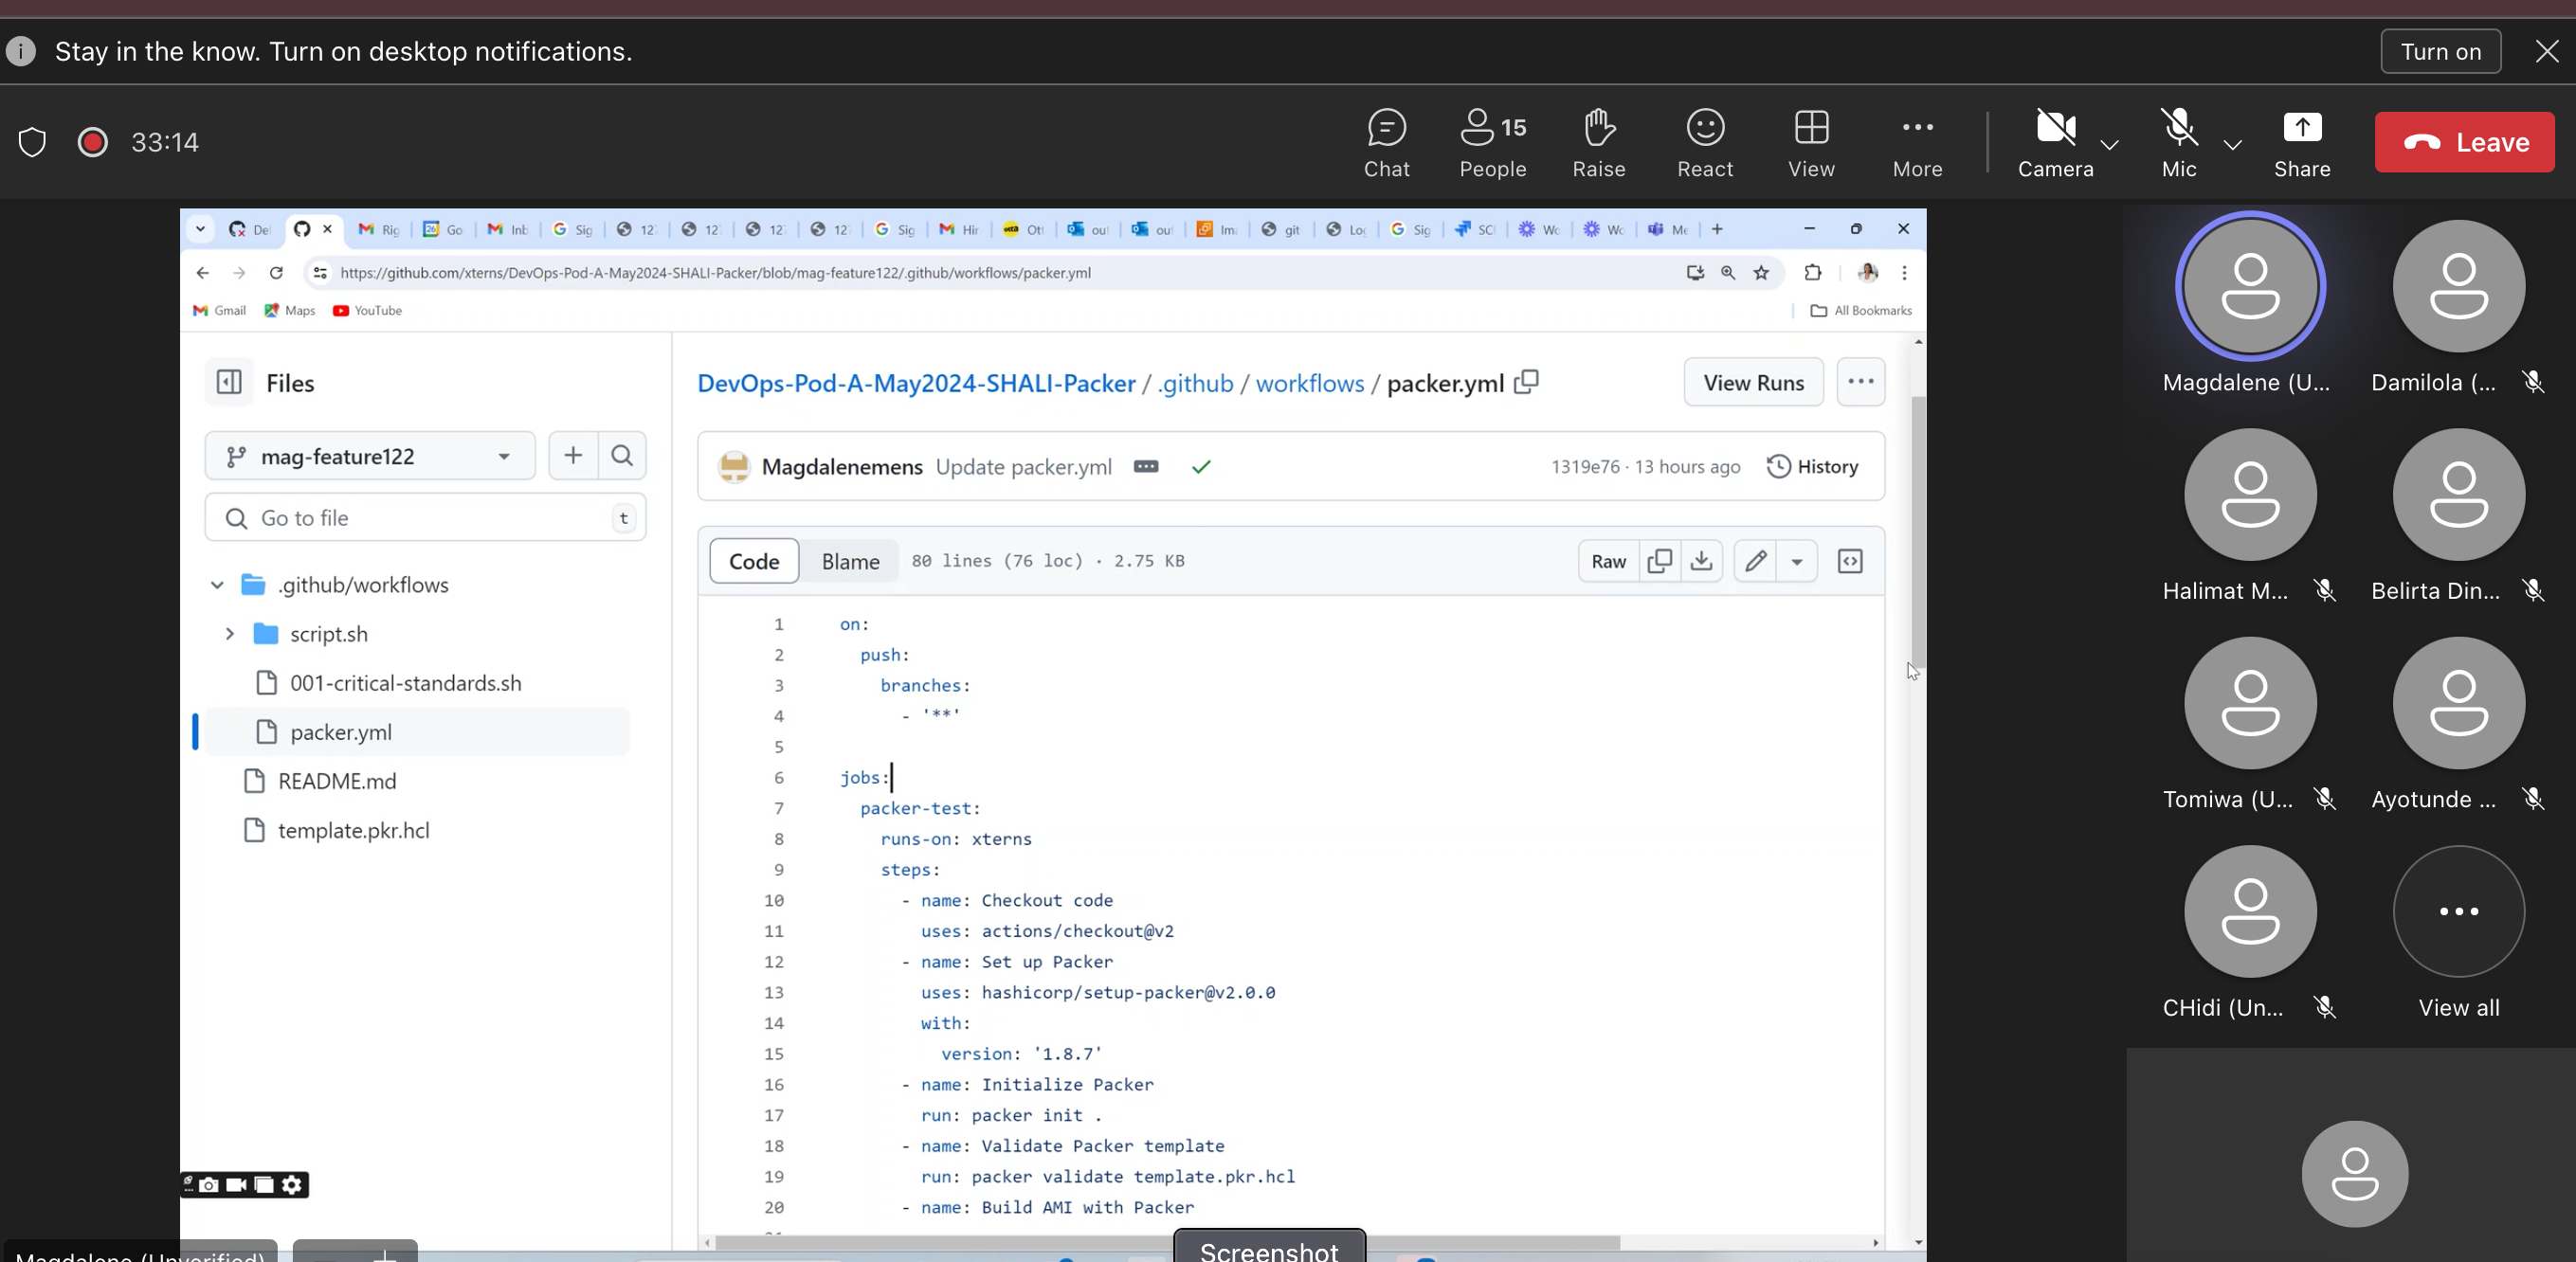 Stay in the know. Turn on desktop notifications.
Turn on
33:14
Chat
People 15
Raise
React
View
More
Camera
Mic
Share
Leave
De
Rig
Go
Inb
Sig
12
12
12
12
Sig
Hir
Ott
out
out
Im
git
Log
Sig
SC
Wo
Wo
Me
https://github.com/xterns/DevOps-Pod-A-May2024-SHALI-Packer/blob/mag-feature122/.github/workflows/packer.yml
Gmail
Maps
YouTube
All Bookmarks
Files
mag-feature122
Go to file
t
.github/workflows
script.sh
001-critical-standards.sh
packer.yml
README.md
template.pkr.hcl
DevOps-Pod-A-May2024-SHALI-Packer / .github / workflows / packer.yml
View Runs
Magdalenemens Update packer.yml
1319e76 · 13 hours ago
History
Code
Blame
80 lines (76 loc) · 2.75 KB
Raw
1 on:
2 push:
3 branches:
4 - '**'
5
6 jobs:
7 packer-test:
8 runs-on: xterns
9 steps:
10 - name: Checkout code
11 uses: actions/checkout@v2
12 - name: Set up Packer
13 uses: hashicorp/setup-packer@v2.0.0
14 with:
15 version: '1.8.7'
16 - name: Initialize Packer
17 run: packer init .
18 - name: Validate Packer template
19 run: packer validate template.pkr.hcl
20 - name: Build AMI with Packer
Magdalene (U...
Damilola (...
Halimat M...
Belirta Din...
Tomiwa (U...
Ayotunde ...
CHidi (Un...
View all
Magdalene (Unverified)
Screenshot